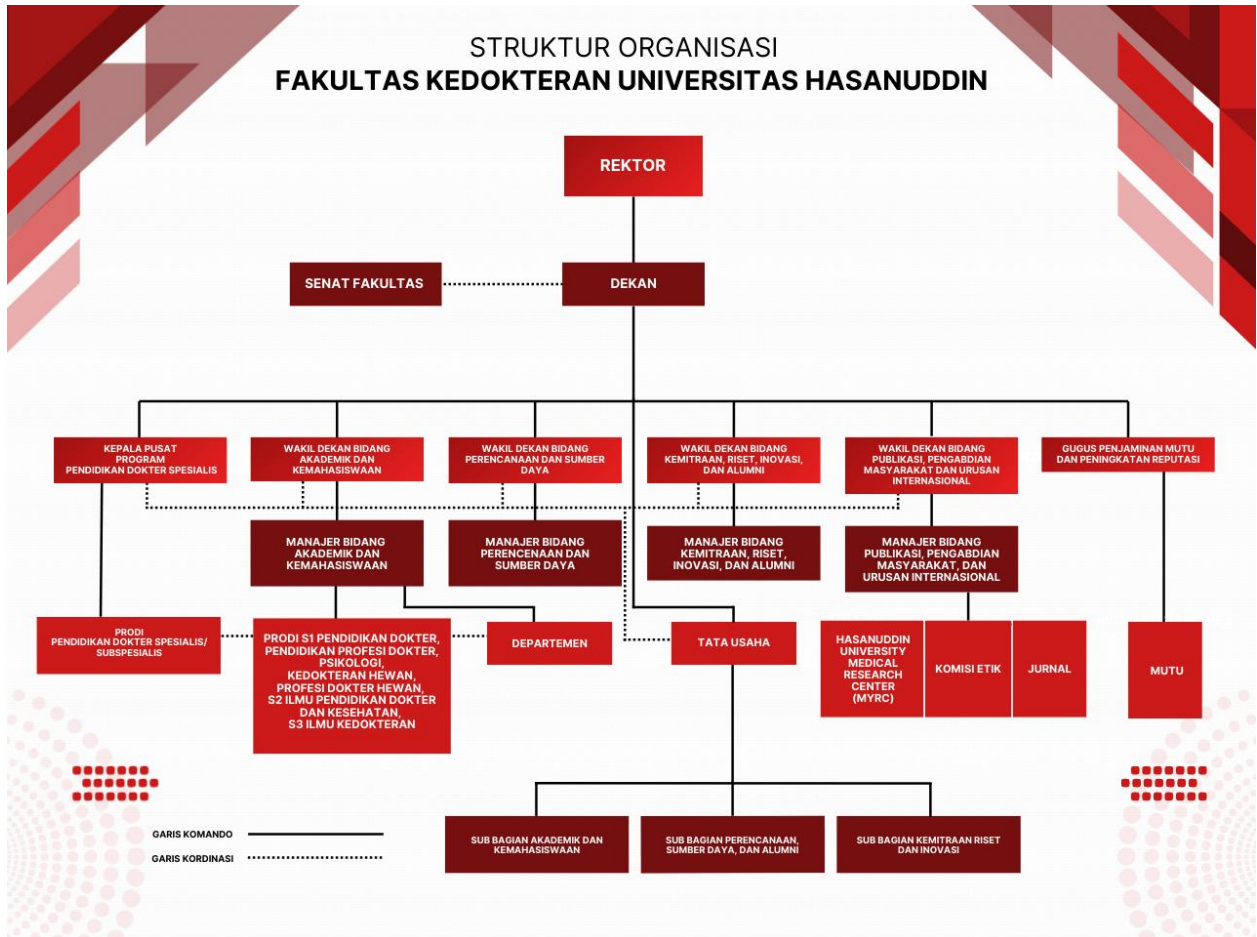 STRUKTUR ORGANISASI
FAKULTAS KEDOKTERAN UNIVERSITAS HASANUDDIN
REKTOR
SENAT FAKULTAS
DEKAN
KEPALA PUSAT
PROGRAM
PENDIDIKAN DOKTER SPESIALIS
WAKIL DEKAN BIDANG
AKADEMIK DAN
KEMAHASISWAAN
WAKIL DEKAN BIDANG
PERENCANAAN DAN SUMBER
DAYA
WAKIL DEKAN BIDANG
KEMITRAAN, RISET, INOVASI,
DAN ALUMNI
WAKIL DEKAN BIDANG
PUBLIKASI, PENGABDIAN
MASYARAKAT DAN URUSAN
INTERNASIONAL
GUGUS PENJAMINAN MUTU
DAN PENINGKATAN REPUTASI
MANAJER BIDANG
AKADEMIK DAN
KEMAHASISWAAN
MANAJER BIDANG
PERENCENAAN DAN
SUMBER DAYA
MANAJER BIDANG
KEMITRAAN, RISET,
INOVASI, DAN ALUMNI
MANAJER BIDANG
PUBLIKASI, PENGABDIAN
MASYARAKAT, DAN
URUSAN INTERNASIONAL
PRODI
PENDIDIKAN DOKTER SPESIALIS/
SUBSPESIALIS
PRODI S1 PENDIDIKAN DOKTER,
PENDIDIKAN PROFESI DOKTER,
PSIKOLOGI,
KEDOKTERAN HEWAN,
PROFESI DOKTER HEWAN,
S2 ILMU PENDIDIKAN DOKTER
DAN KESEHATAN,
S3 ILMU KEDOKTERAN
DEPARTEMEN
TATA USAHA
HASANUDDIN
UNIVERSITY
MEDICAL
RESEARCH
CENTER
(MYRC)
KOMISI ETIK
JURNAL
MUTU
GARIS KOMANDO
GARIS KORDINASI
SUB BAGIAN AKADEMIK DAN
KEMAHASISWAAN
SUB BAGIAN PERENCANAAN,
SUMBER DAYA, DAN ALUMNI
SUB BAGIAN KEMITRAAN RISET
DAN INOVASI